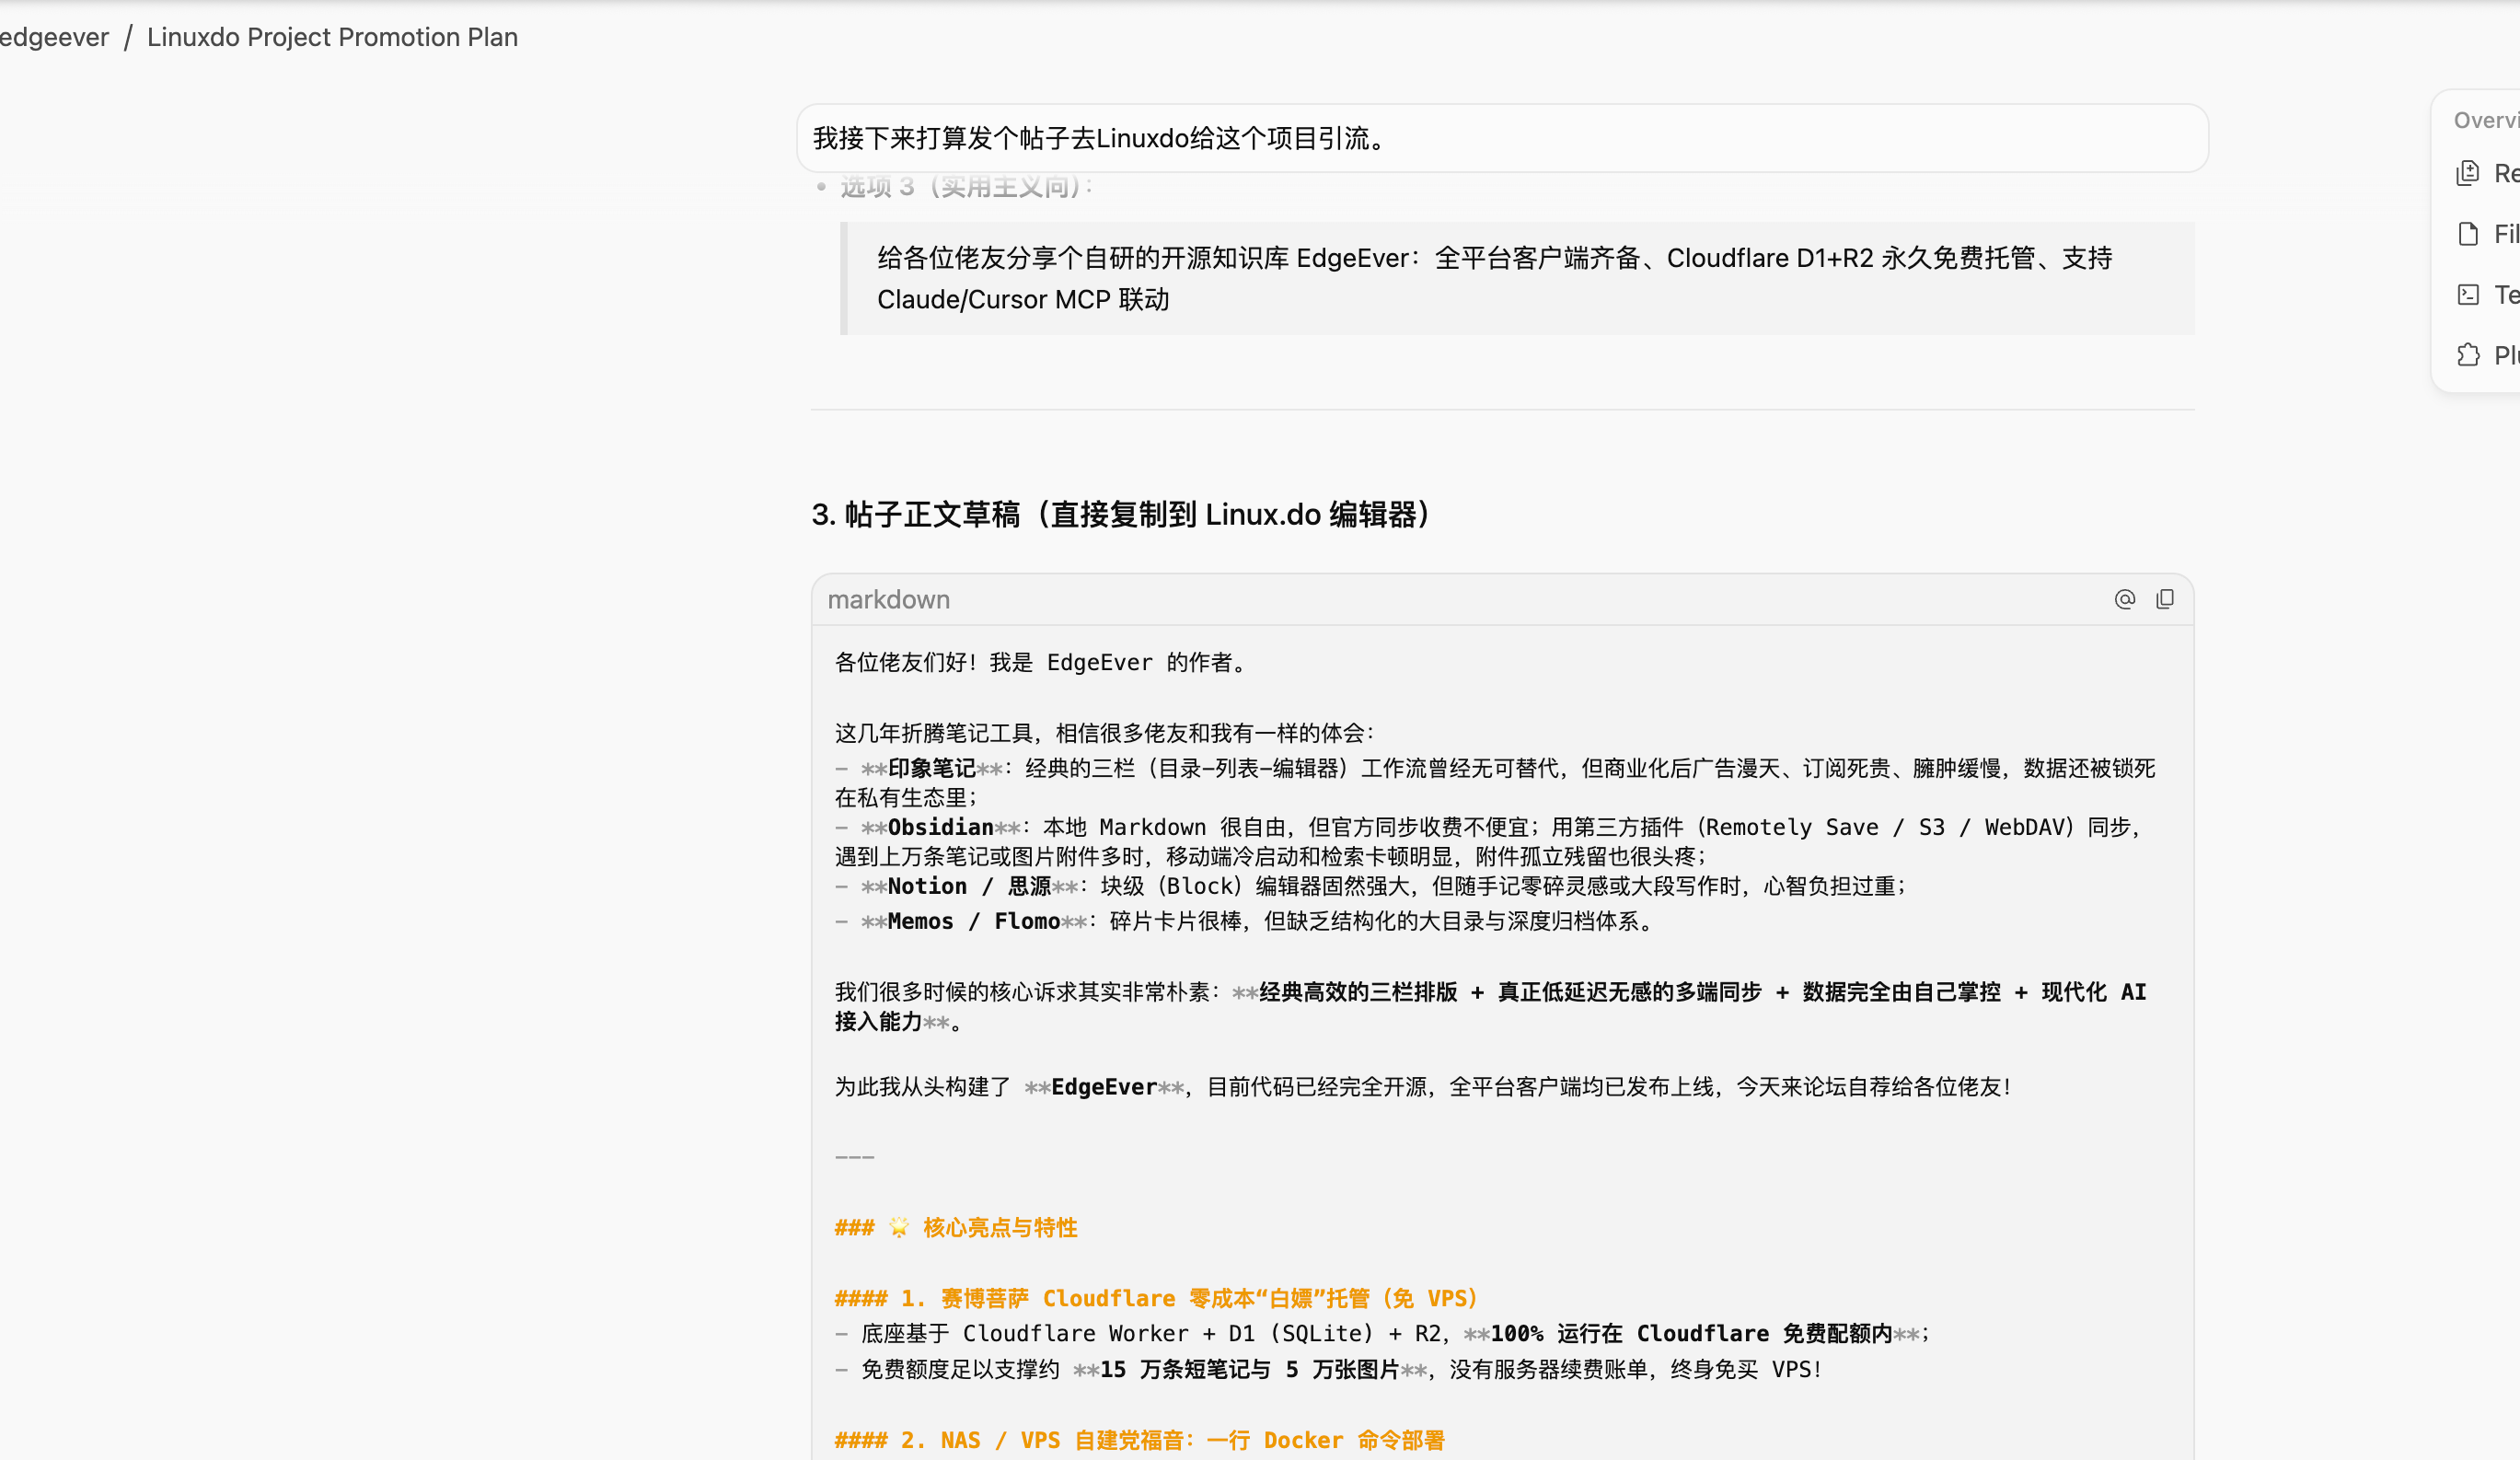 edgeever / Linuxdo Project Promotion Plan
我接下来打算发个帖子去Linuxdo给这个项目引流。
Overvi
Re
Fil
Te
Plu
• 选项 3（实用主义向）：
给各位佬友分享个自研的开源知识库 EdgeEver：全平台客户端齐备、Cloudflare D1+R2 永久免费托管、支持
Claude/Cursor MCP 联动
3. 帖子正文草稿（直接复制到 Linux.do 编辑器）
markdown
各位佬友们好！我是 EdgeEver 的作者。
这几年折腾笔记工具，相信很多佬友和我有一样的体会：
- **印象笔记**：经典的三栏（目录-列表-编辑器）工作流曾经无可替代，但商业化后广告漫天、订阅死贵、臃肿缓慢，数据还被锁死
在私有生态里；
- **Obsidian**：本地 Markdown 很自由，但官方同步收费不便宜；用第三方插件（Remotely Save / S3 / WebDAV）同步，
遇到上万条笔记或图片附件多时，移动端冷启动和检索卡顿明显，附件孤立残留也很头疼；
- **Notion / 思源**：块级（Block）编辑器固然强大，但随手记零碎灵感或大段写作时，心智负担过重；
- **Memos / Flomo**：碎片卡片很棒，但缺乏结构化的大目录与深度归档体系。
我们很多时候的核心诉求其实非常朴素：**经典高效的三栏排版 + 真正低延迟无感的多端同步 + 数据完全由自己掌控 + 现代化 AI
接入能力**。
为此我从头构建了 **EdgeEver**，目前代码已经完全开源，全平台客户端均已发布上线，今天来论坛自荐给各位佬友！
---
### 🌟 核心亮点与特性
#### 1. 赛博菩萨 Cloudflare 零成本“白嫖”托管（免 VPS）
- 底座基于 Cloudflare Worker + D1 (SQLite) + R2，**100% 运行在 Cloudflare 免费配额内**；
- 免费额度足以支撑约 **15 万条短笔记与 5 万张图片**，没有服务器续费账单，终身免买 VPS！
#### 2. NAS / VPS 自建党福音：一行 Docker 命令部署